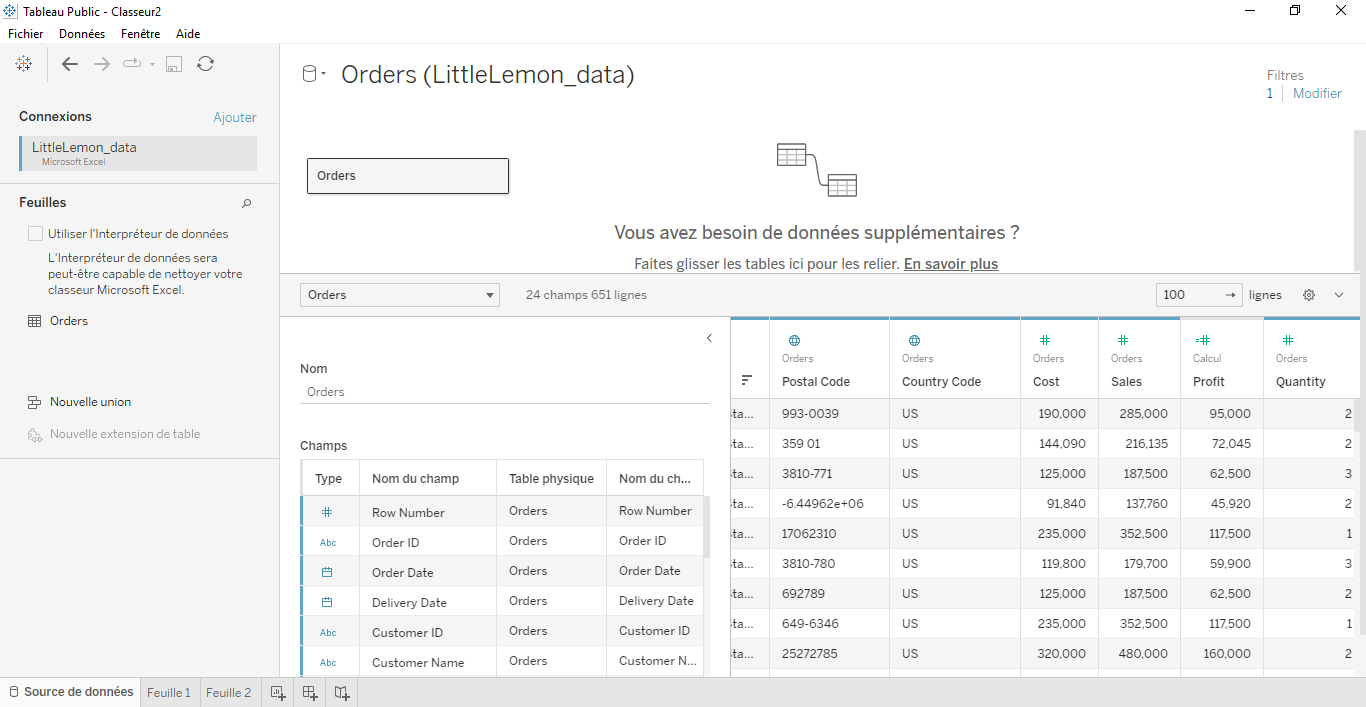 Tableau Public - Classeur2
Fichier Données Fenêtre Aide
Connexions Ajouter
LittleLemon_data
Microsoft Excel
Feuilles
Utiliser l'Interpréteur de données
L'Interpréteur de données sera
peut-être capable de nettoyer votre
classeur Microsoft Excel.
Orders
Nouvelle union
Nouvelle extension de table
Orders (LittleLemon_data)
Filtres
1 Modifier
Orders
Vous avez besoin de données supplémentaires ?
Faites glisser les tables ici pour les relier. En savoir plus
Orders 24 champs 651 lignes 100 → lignes
Nom
Orders
Champs
Type Nom du champ Table physique Nom du ch...
# Row Number Orders Row Number
Abc Order ID Orders Order ID
Order Date Orders Order Date
Delivery Date Orders Delivery Date
Abc Customer ID Orders Customer ID
Abc Customer Name Orders Customer N...
# # =# #
Orders Orders Orders Orders Calcul Orders
Postal Code Country Code Cost Sales Profit Quantity
ta... 993-0039 US 190,000 285,000 95,000 2
ta... 359 01 US 144,090 216,135 72,045 2
ta... 3810-771 US 125,000 187,500 62,500 3
ta... -6.44962e+06 US 91,840 137,760 45,920 2
ta... 17062310 US 235,000 352,500 117,500 1
ta... 3810-780 US 119,800 179,700 59,900 3
ta... 692789 US 125,000 187,500 62,500 2
ta... 649-6346 US 235,000 352,500 117,500 1
ta... 25272785 US 320,000 480,000 160,000 2
Source de données Feuille 1 Feuille 2